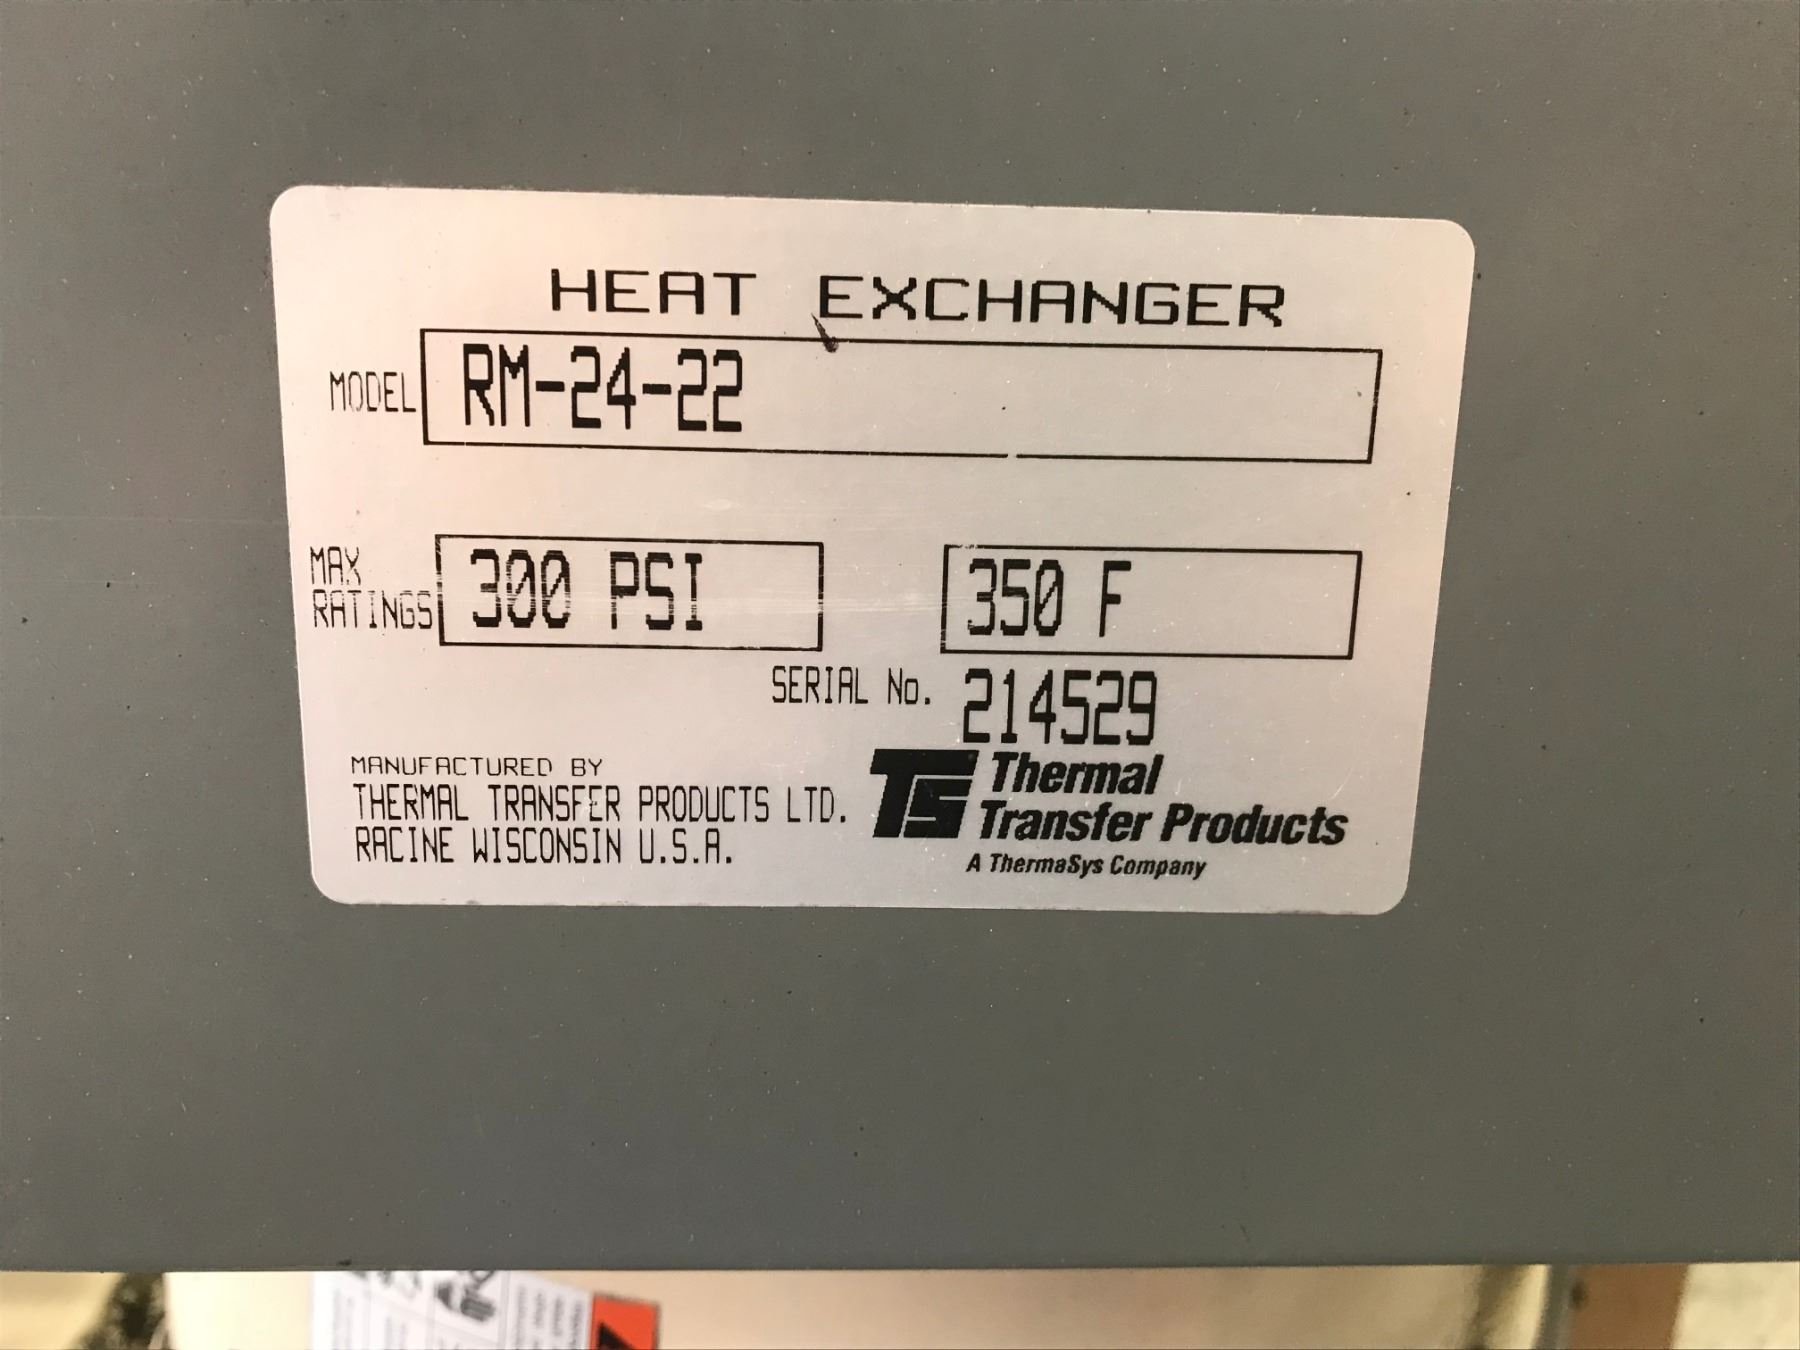 HEAT EXCHANGER
MODEL RM-24-22
MAX
RATINGS 300 PSI 350 F
SERIAL No. 214529
MANUFACTURED BY
THERMAL TRANSFER PRODUCTS LTD.
RACINE WISCONSIN U.S.A.
TS Thermal
Transfer Products
A ThermaSys Company